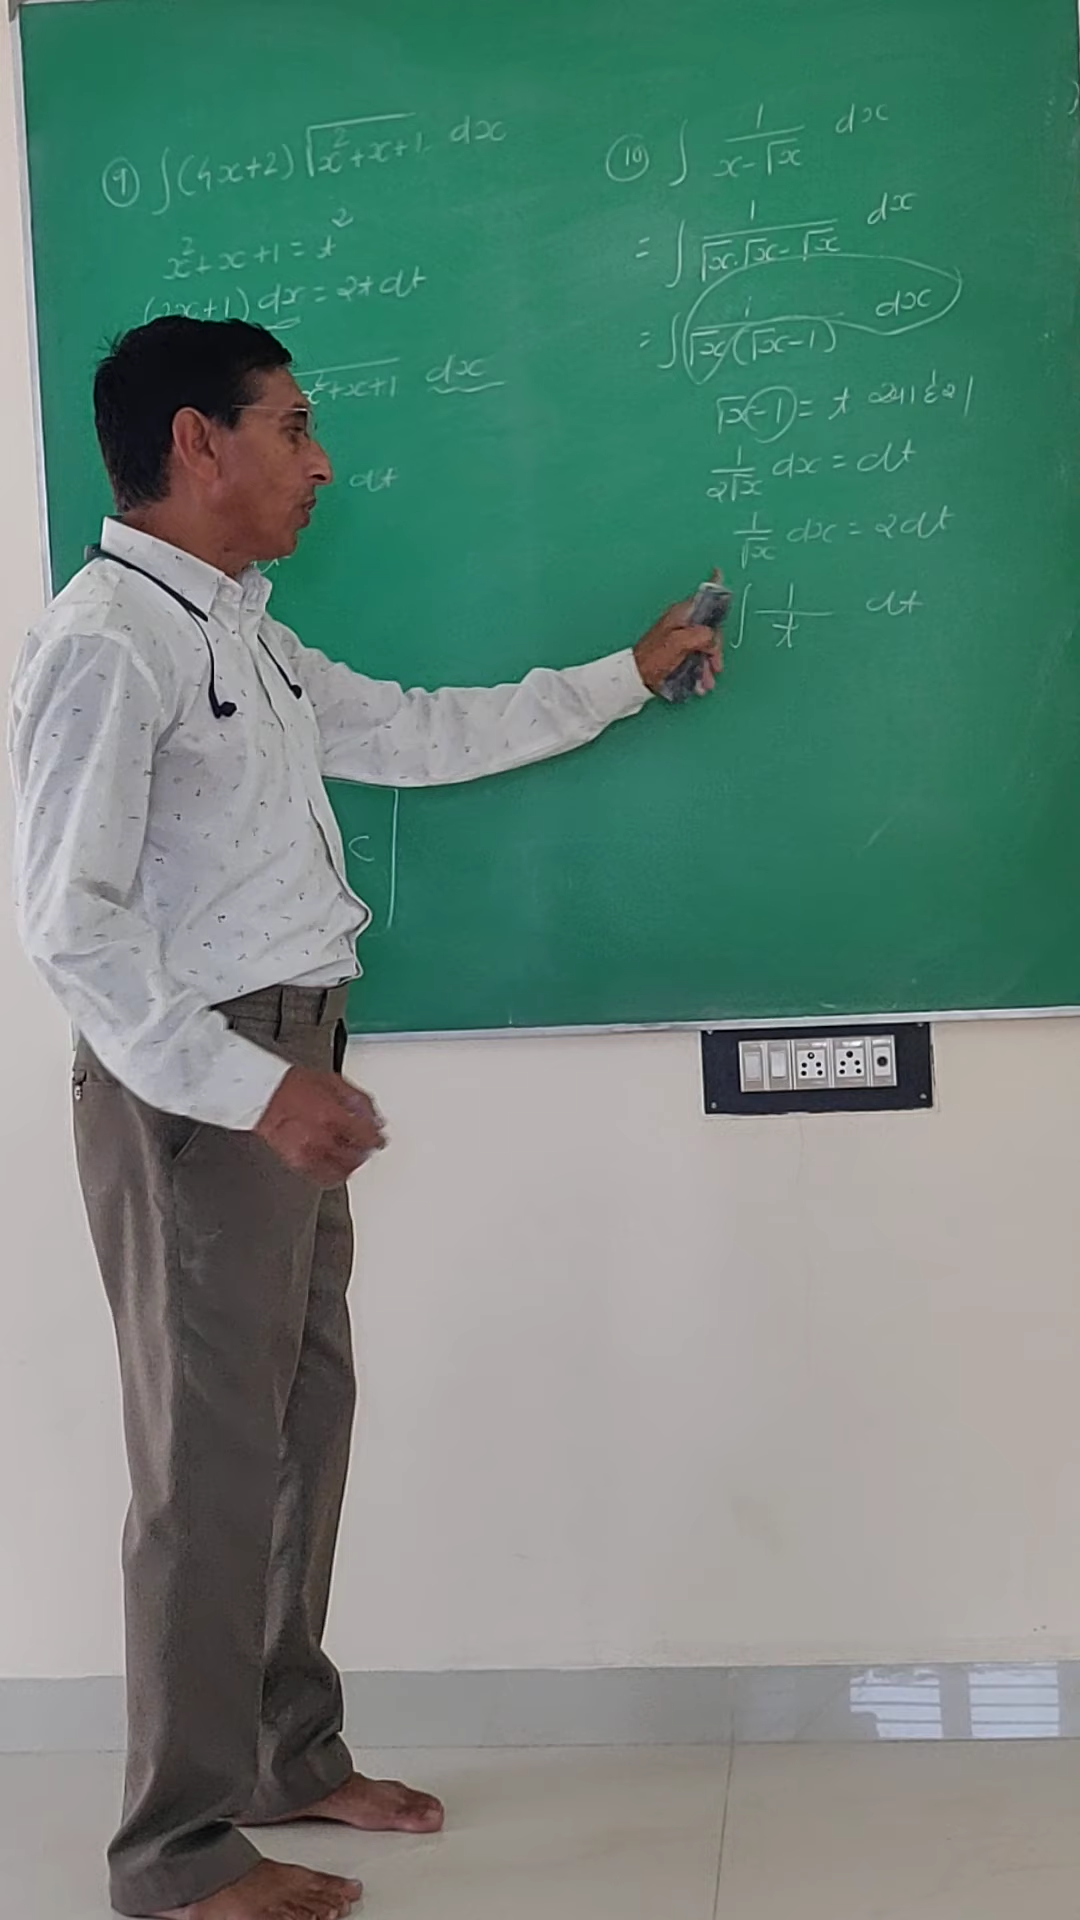 ⑨ ∫(4x+2) √(x²+x+1) dx
x²+x+1 = t²
(2x+1) dx = 2t dt
x²+x+1 dx
dt
C
⑩ ∫ 1/(x-√x) dx
= ∫ 1/(√x.√x-√x) dx
= ∫ 1/(√x(√x-1)) dx
√x-1 = t
1/(2√x) dx = dt
1/√x dx = 2dt
∫ 1/t dt